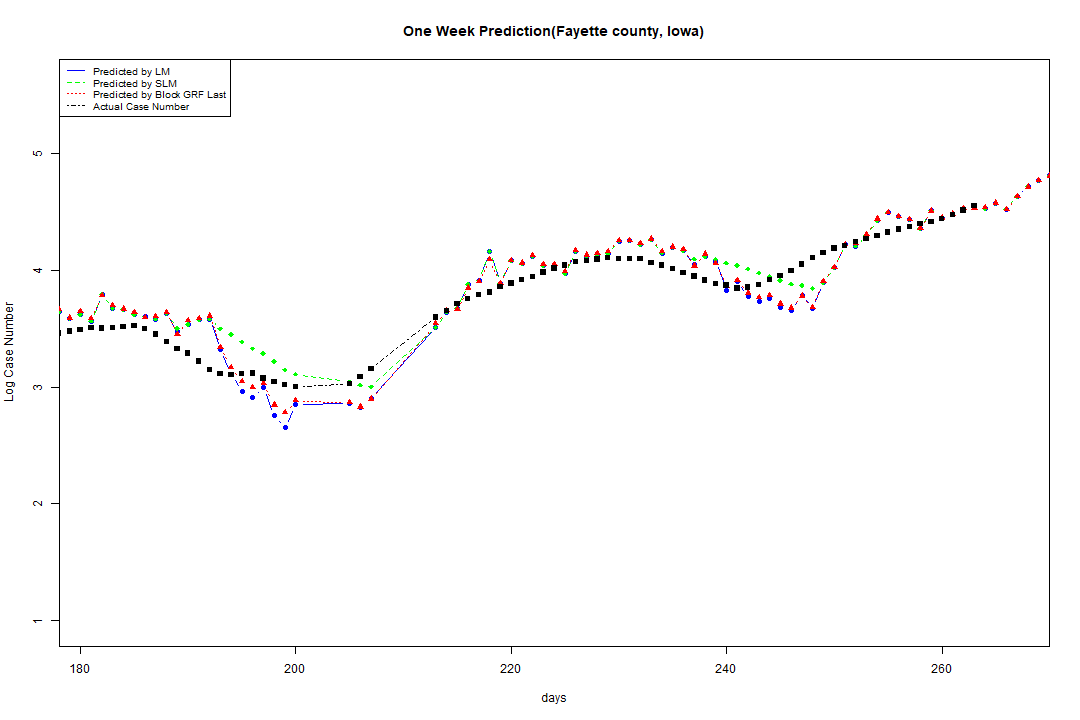 One Week Prediction(Fayette county, Iowa)
Predicted by LM
Predicted by SLM
Predicted by Block GRF Last
Actual Case Number
5
4
3
2
1
Log Case Number
180 200 220 240 260
days